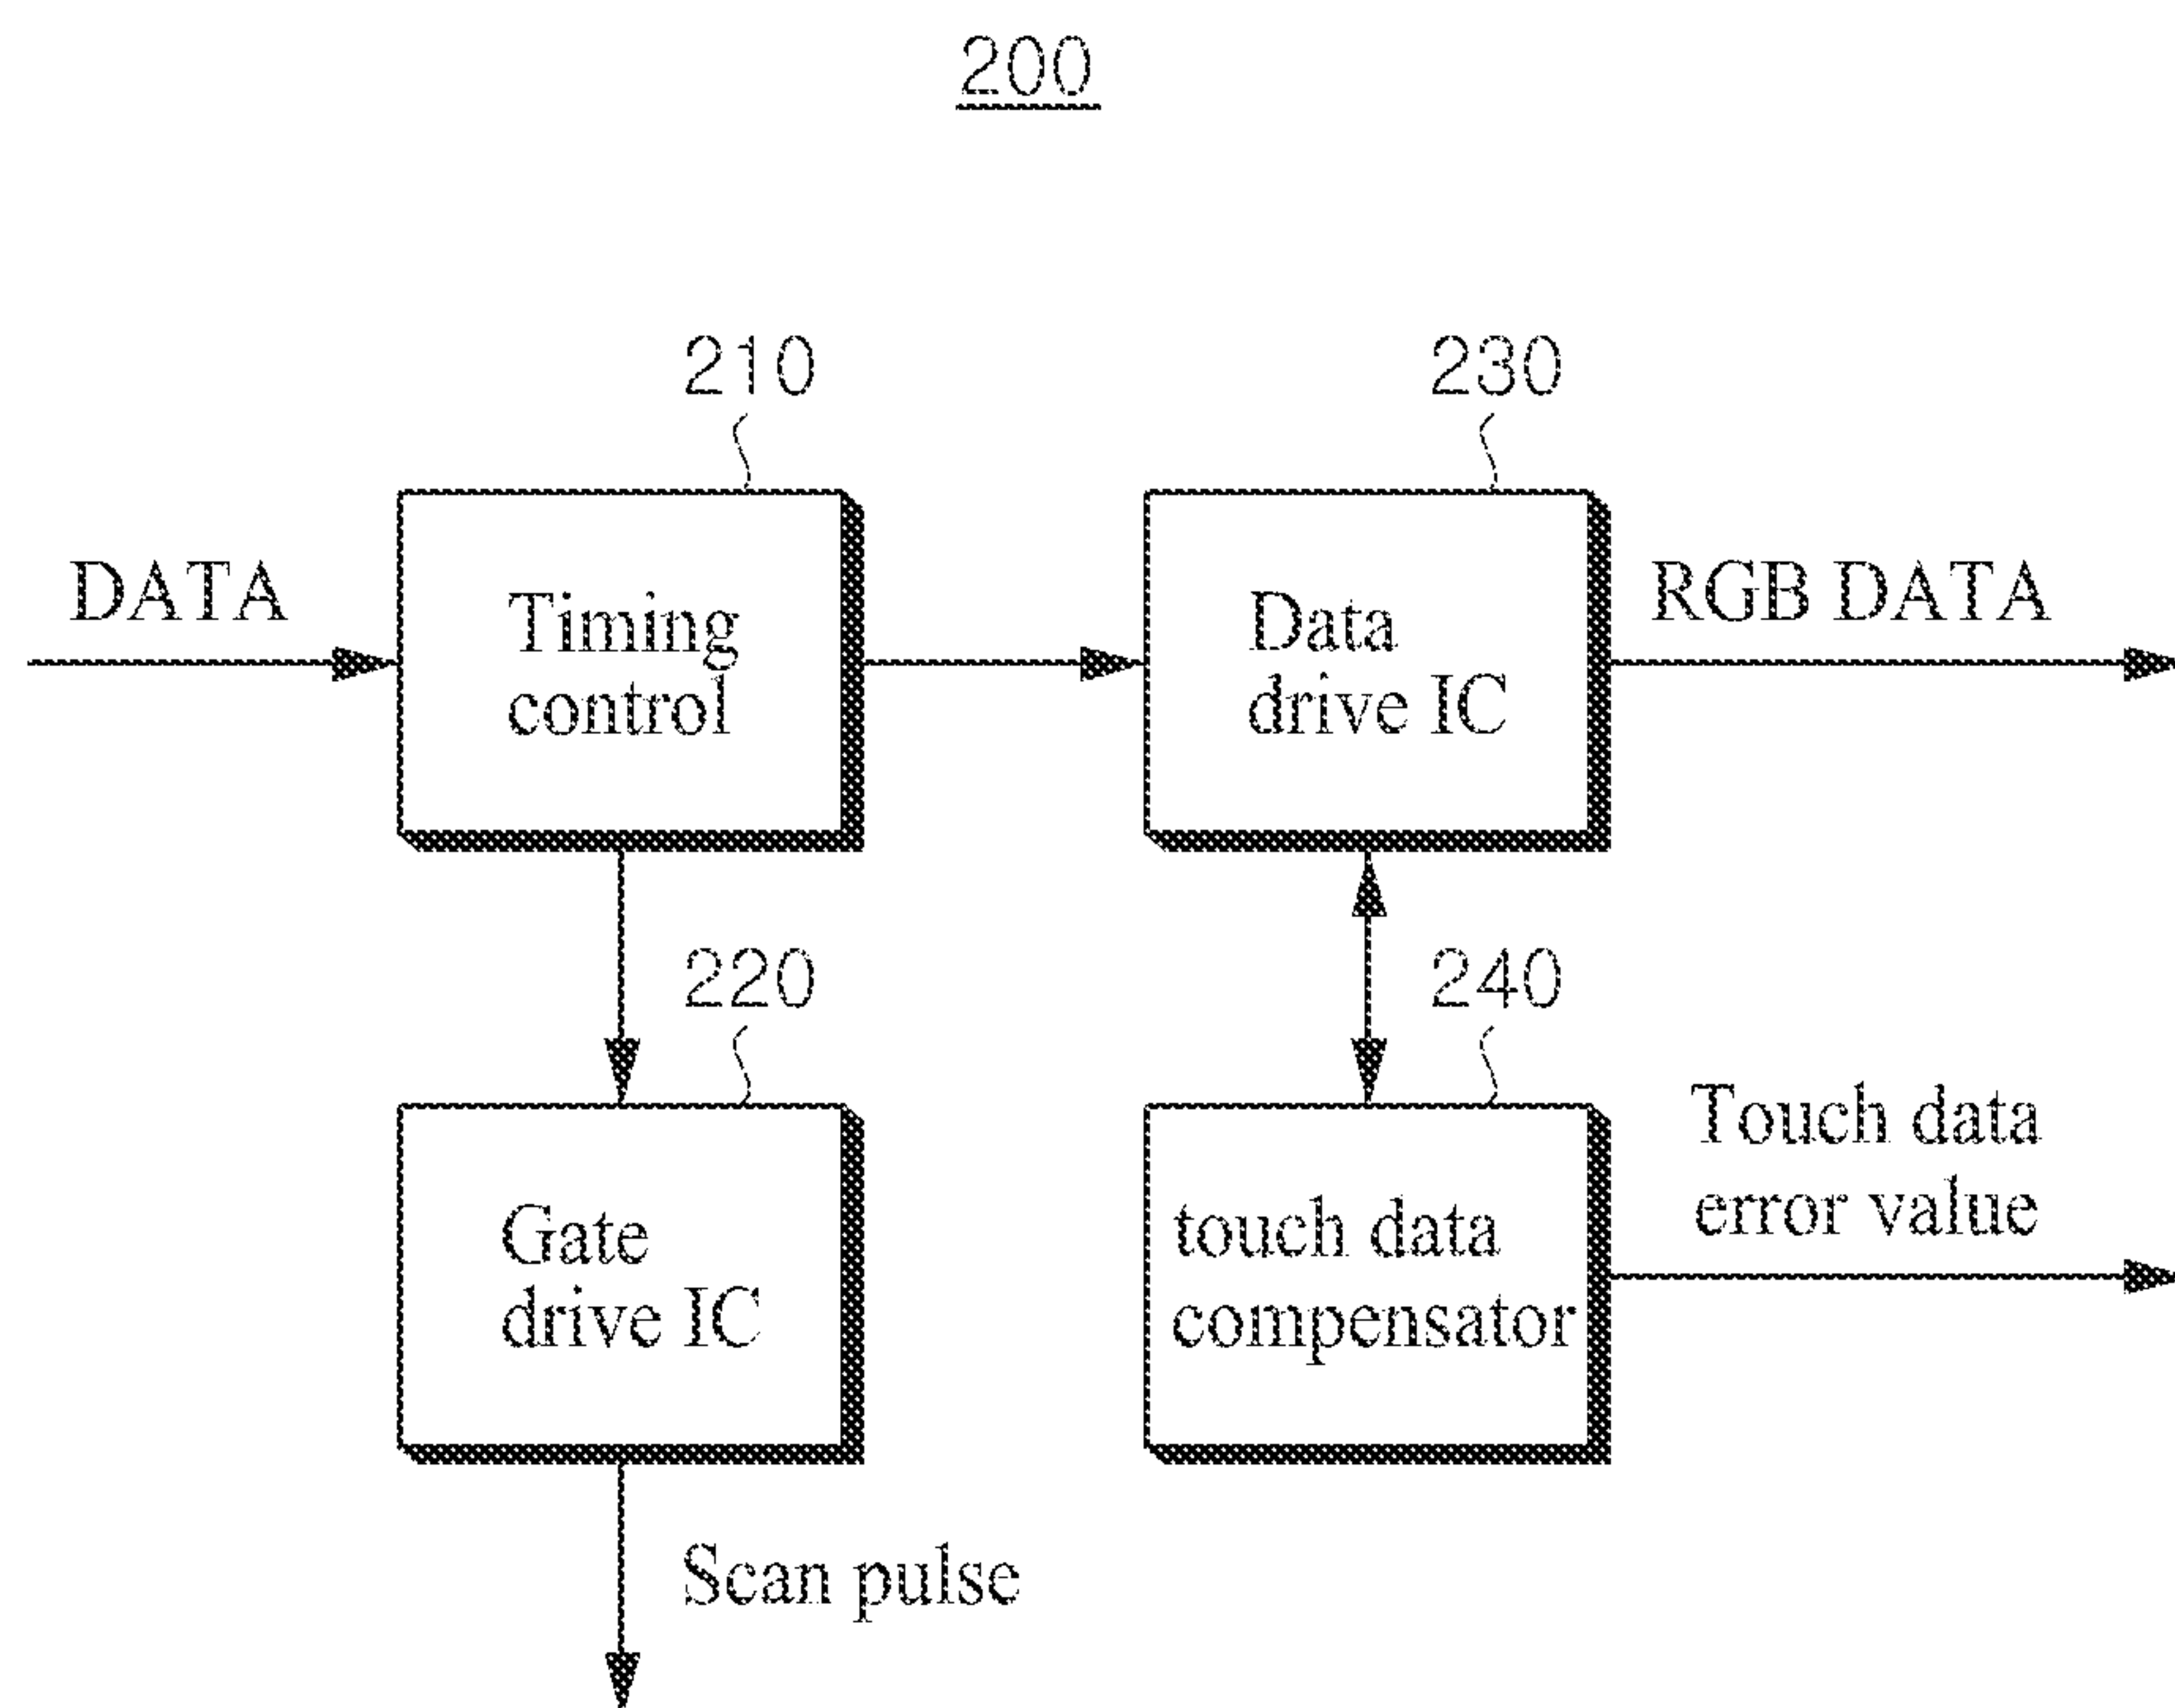 200
210
230
DATA
Timing
control
Data
drive IC
RGB DATA
220
240
Gate
drive IC
touch data
compensator
Touch data
error value
Scan pulse